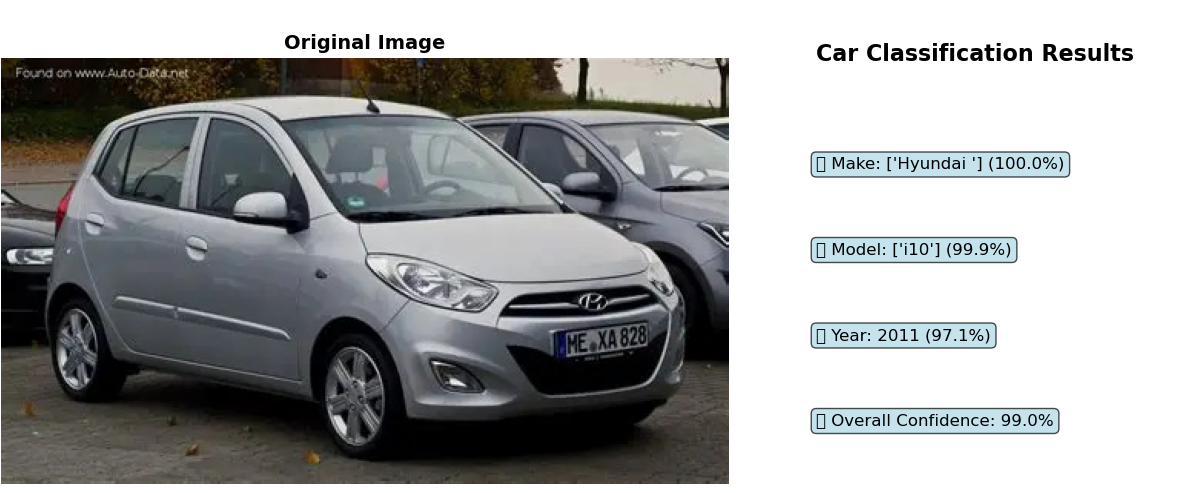 Original Image
Found on www.Auto-Data.net
ME XA 828
Car Classification Results
Make: ['Hyundai '] (100.0%)
Model: ['i10'] (99.9%)
Year: 2011 (97.1%)
Overall Confidence: 99.0%